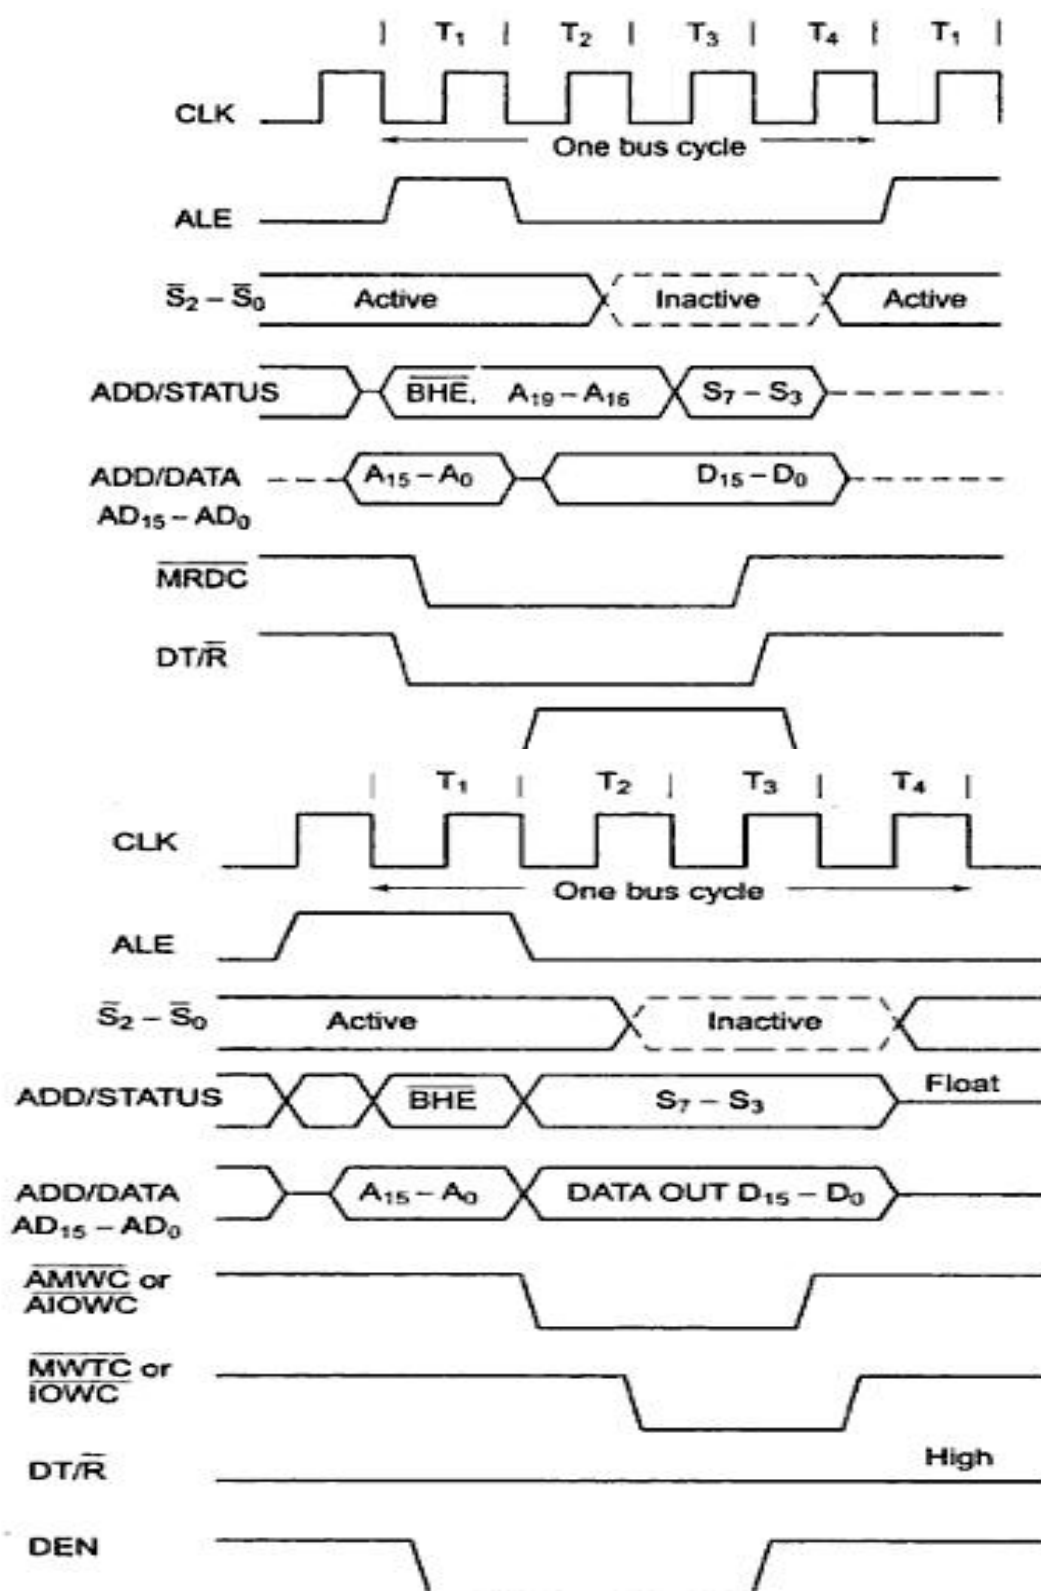 T₁ T₂ T₃ T₄ T₁
CLK
One bus cycle
ALE
S̅₂ – S̅₀ Active Inactive Active
ADD/STATUS B̅H̅E̅, A₁₉ – A₁₆ S₇ – S₃
ADD/DATA A₁₅ – A₀ D₁₅ – D₀
AD₁₅ – AD₀
M̅R̅D̅C̅
DT/R̅
T₁ T₂ T₃ T₄
CLK
One bus cycle
ALE
S̅₂ – S̅₀ Active Inactive
ADD/STATUS B̅H̅E̅ S₇ – S₃ Float
ADD/DATA A₁₅ – A₀ DATA OUT D₁₅ – D₀
AD₁₅ – AD₀
A̅M̅W̅C̅ or
A̅I̅O̅W̅C̅
M̅W̅T̅C̅ or
I̅O̅W̅C̅
DT/R̅ High
DEN